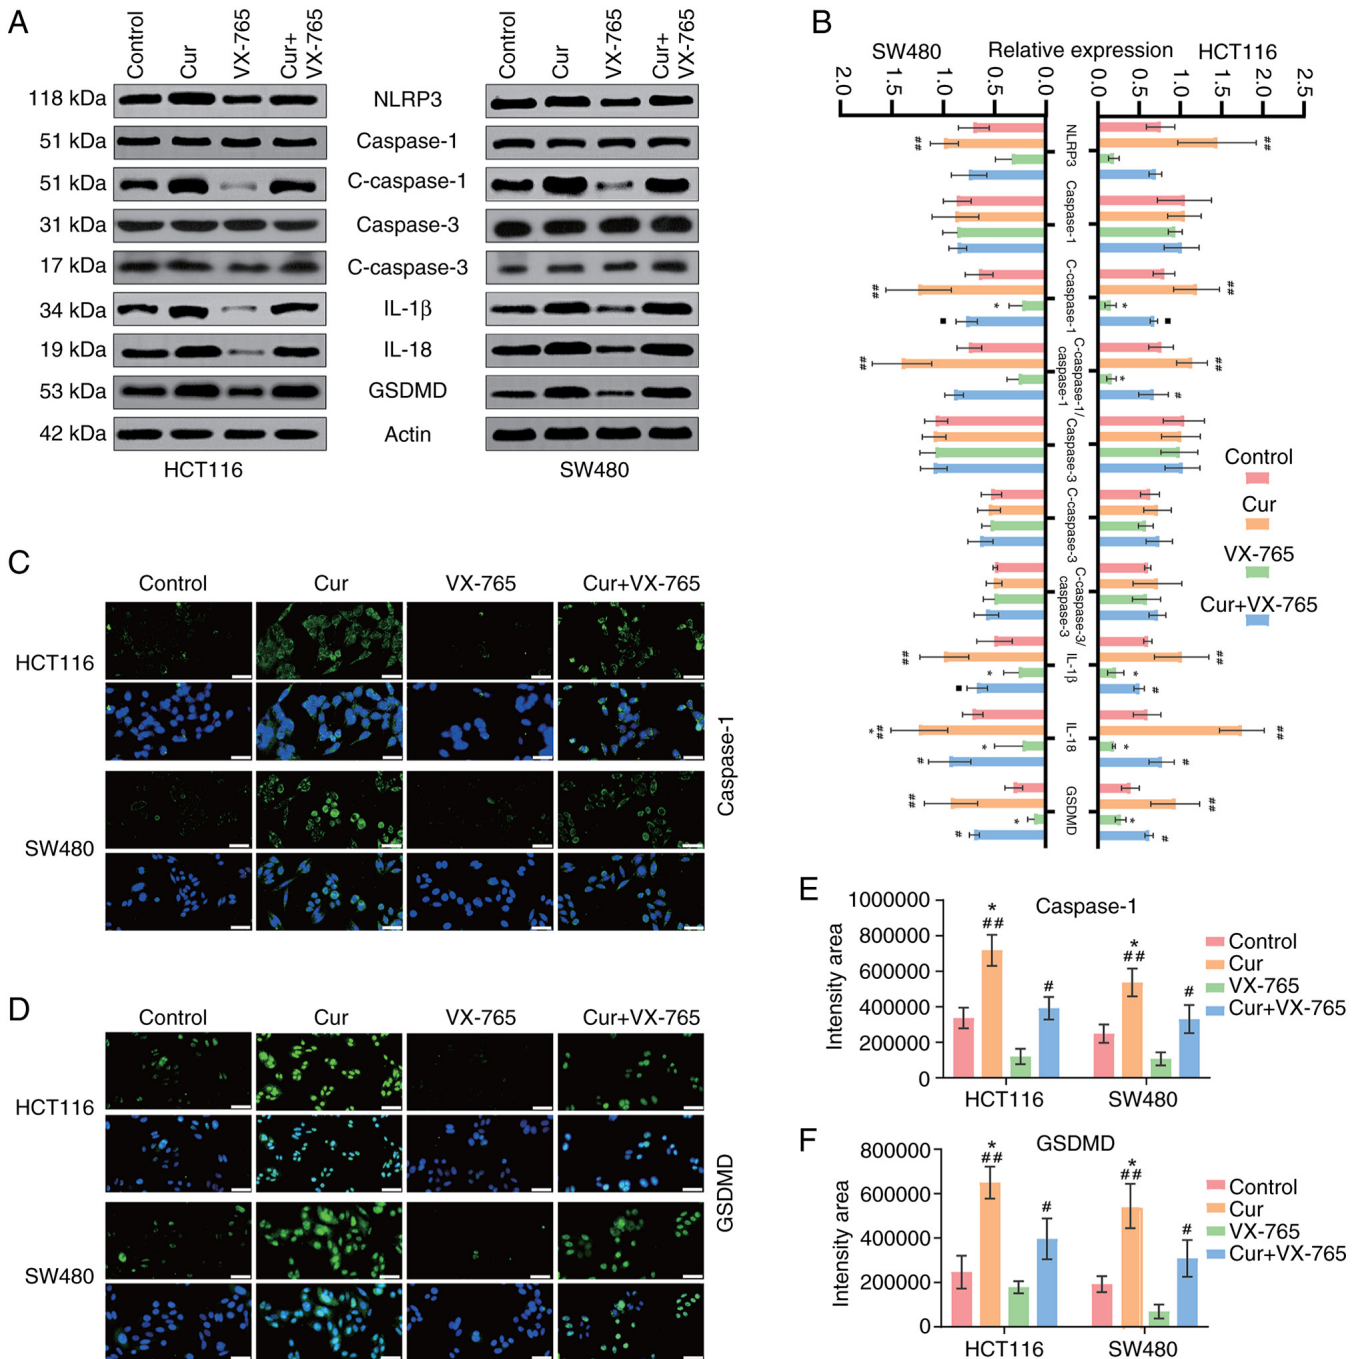 A
Control
Cur
VX-765
Cur+
VX-765
Control
Cur
VX-765
Cur+
VX-765
118 kDa
NLRP3
51 kDa
Caspase-1
51 kDa
C-caspase-1
31 kDa
Caspase-3
17 kDa
C-caspase-3
34 kDa
IL-1β
19 kDa
IL-18
53 kDa
GSDMD
42 kDa
Actin
HCT116
SW480
B
SW480
Relative expression
HCT116
2.0
1.5
1.0
0.5
0.0
0.0
0.5
1.0
1.5
2.0
2.5
NLRP3
##
##
Caspase-1
C-caspase-1
##
##
*
*
■
■
C-caspase-1/
caspase-1
##
##
*
#
Caspase-3
C-caspase-3
C-caspase-3/
caspase-3
IL-1β
##
##
*
*
■
#
IL-18
*
##
##
*
*
#
#
GSDMD
##
##
*
*
#
#
Control
Cur
VX-765
Cur+VX-765
C
Control
Cur
VX-765
Cur+VX-765
HCT116
SW480
Caspase-1
D
Control
Cur
VX-765
Cur+VX-765
HCT116
SW480
GSDMD
E
Caspase-1
Intensity area
1000000
800000
600000
400000
200000
0
*
##
#
*
##
#
HCT116
SW480
Control
Cur
VX-765
Cur+VX-765
F
GSDMD
Intensity area
800000
600000
400000
200000
0
*
##
#
*
##
#
HCT116
SW480
Control
Cur
VX-765
Cur+VX-765